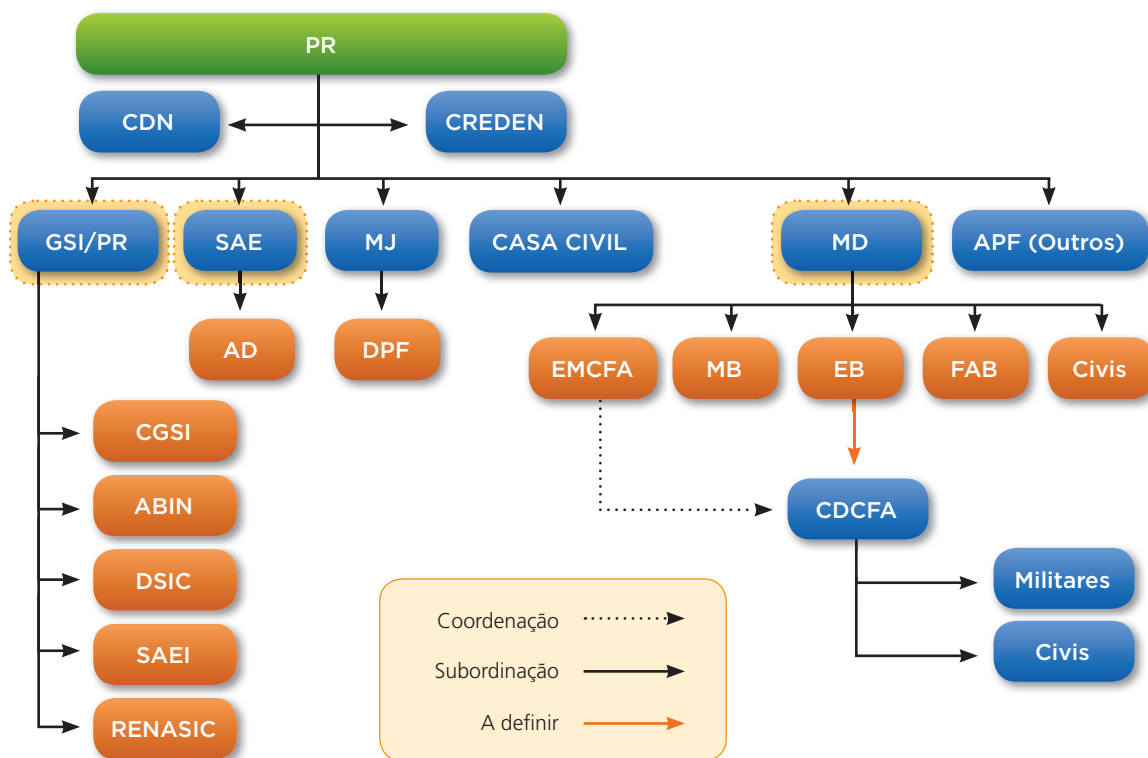 PR
CDN
CREDEN
GSI/PR
SAE
MJ
CASA CIVIL
MD
APF (Outros)
AD
DPF
EMCFA
MB
EB
FAB
Civis
CGSI
ABIN
DSIC
SAEI
RENASIC
CDCFA
Militares
Civis
Coordenação
Subordinação
A definir